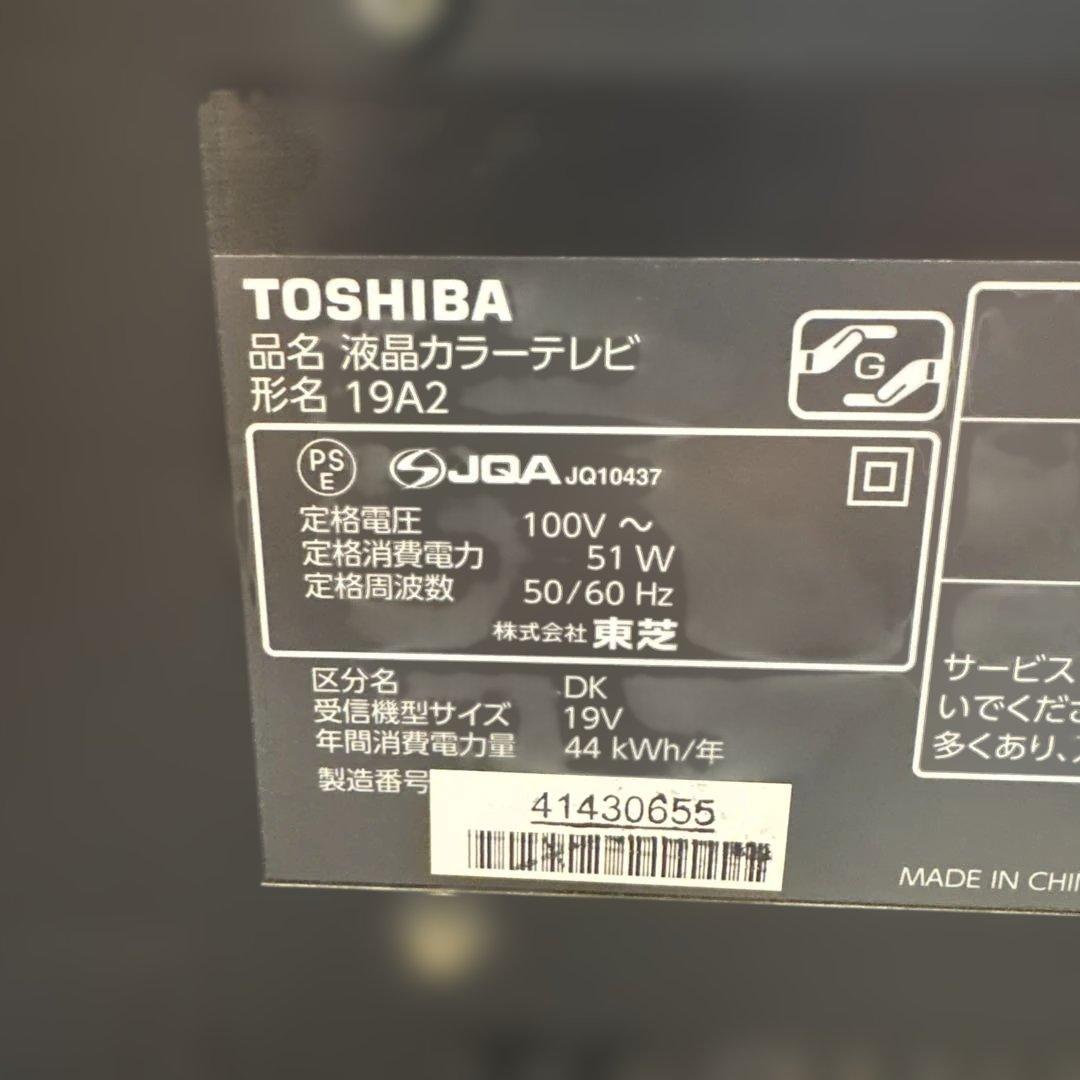 TOSHIBA
品名 液晶カラーテレビ
形名 19A2
G
PS
E
JQA JQ10437
定格電圧 100V ～
定格消費電力 51 W
定格周波数 50/60 Hz
株式会社 東芝
区分名 DK
受信機型サイズ 19V
年間消費電力量 44 kWh/年
製造番号
41430655
サービス
いでくださ
多くあり、
MADE IN CHIN